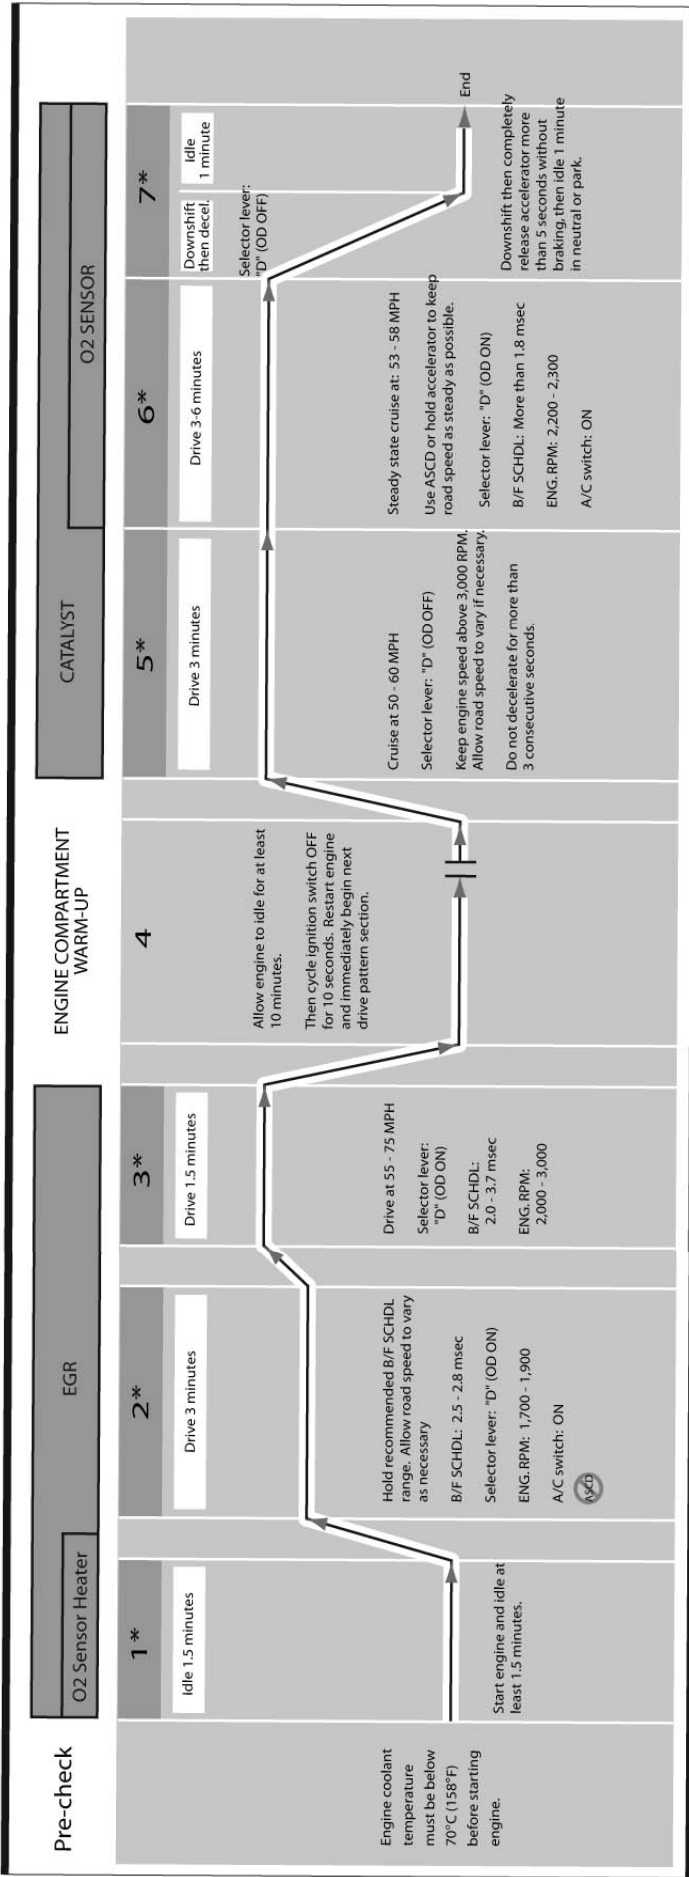 Pre-check
O2 Sensor Heater
EGR
ENGINE COMPARTMENT
WARM-UP
CATALYST
O2 SENSOR
Engine coolant
temperature
must be below
70°C (158°F)
before starting
engine.
1*
Idle 1.5 minutes
Start engine and idle at
least 1.5 minutes.
2*
Drive 3 minutes
Hold recommended B/F SCHDL
range. Allow road speed to vary
as necessary
B/F SCHDL: 2.5 - 2.8 msec
Selector lever: "D" (OD ON)
ENG. RPM: 1,700 - 1,900
A/C switch: ON
ASCD
3*
Drive 1.5 minutes
Drive at 55 - 75 MPH
Selector lever:
"D" (OD ON)
B/F SCHDL:
2.0 - 3.7 msec
ENG. RPM:
2,000 - 3,000
4
Allow engine to idle for at least
10 minutes.
Then cycle ignition switch OFF
for 10 seconds. Restart engine
and immediately begin next
drive pattern section.
5*
Drive 3 minutes
Cruise at 50 - 60 MPH
Selector lever: "D" (OD OFF)
Keep engine speed above 3,000 RPM.
Allow road speed to vary if necessary.
Do not decelerate for more than
3 consecutive seconds.
6*
Drive 3-6 minutes
Steady state cruise at: 53 - 58 MPH
Use ASCD or hold accelerator to keep
road speed as steady as possible.
Selector lever: "D" (OD ON)
B/F SCHDL: More than 1.8 msec
ENG. RPM: 2,200 - 2,300
A/C switch: ON
7*
Downshift
then decel.
Idle
1 minute
Selector lever:
"D" (OD OFF)
End
Downshift then completely
release accelerator more
than 5 seconds without
braking, then idle 1 minute
in neutral or park.